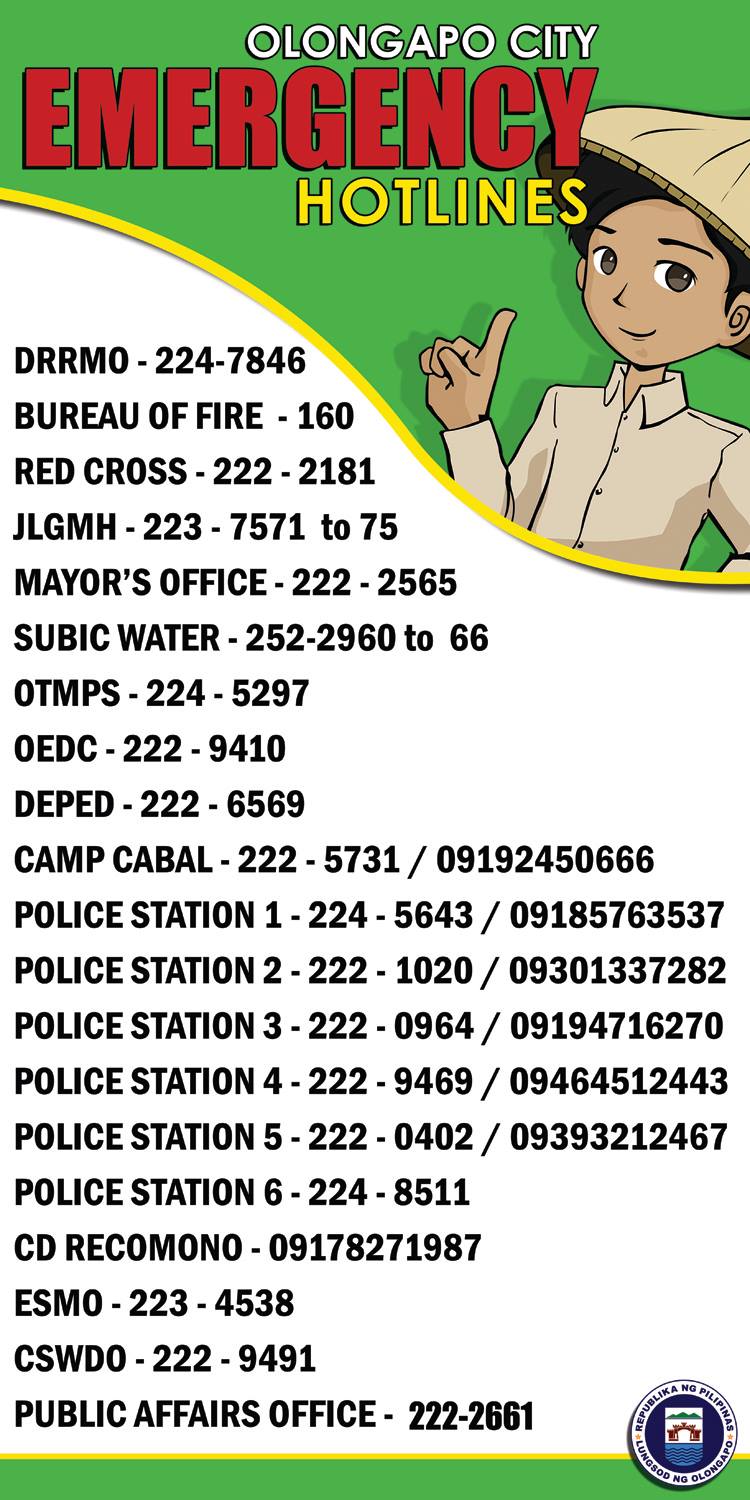 OLONGAPO CITY
EMERGENCY
HOTLINES
DRRMO - 224-7846
BUREAU OF FIRE - 160
RED CROSS - 222 - 2181
JLGMH - 223 - 7571 to 75
MAYOR'S OFFICE - 222 - 2565
SUBIC WATER - 252-2960 to 66
OTMPS - 224 - 5297
OEDC - 222 - 9410
DEPED - 222 - 6569
CAMP CABAL - 222 - 5731 / 09192450666
POLICE STATION 1 - 224 - 5643 / 09185763537
POLICE STATION 2 - 222 - 1020 / 09301337282
POLICE STATION 3 - 222 - 0964 / 09194716270
POLICE STATION 4 - 222 - 9469 / 09464512443
POLICE STATION 5 - 222 - 0402 / 09393212467
POLICE STATION 6 - 224 - 8511
CD RECOMONO - 09178271987
ESMO - 223 - 4538
CSWDO - 222 - 9491
PUBLIC AFFAIRS OFFICE - 222-2661
REPUBLIKA NG PILIPINAS
LUNGSOD NG OLONGAPO